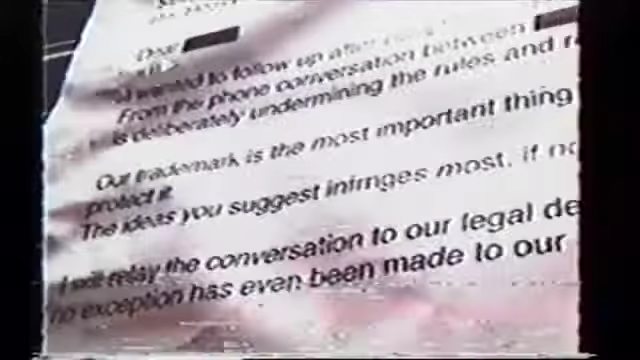 Dear
I wanted to follow up after
From the phone conversation between
is deliberately undermining the rules and
Our trademark is the most important thing
protect it.
The ideas you suggest infrnges most, if
I will relay the conversation to our legal de
no exception has even been made to our